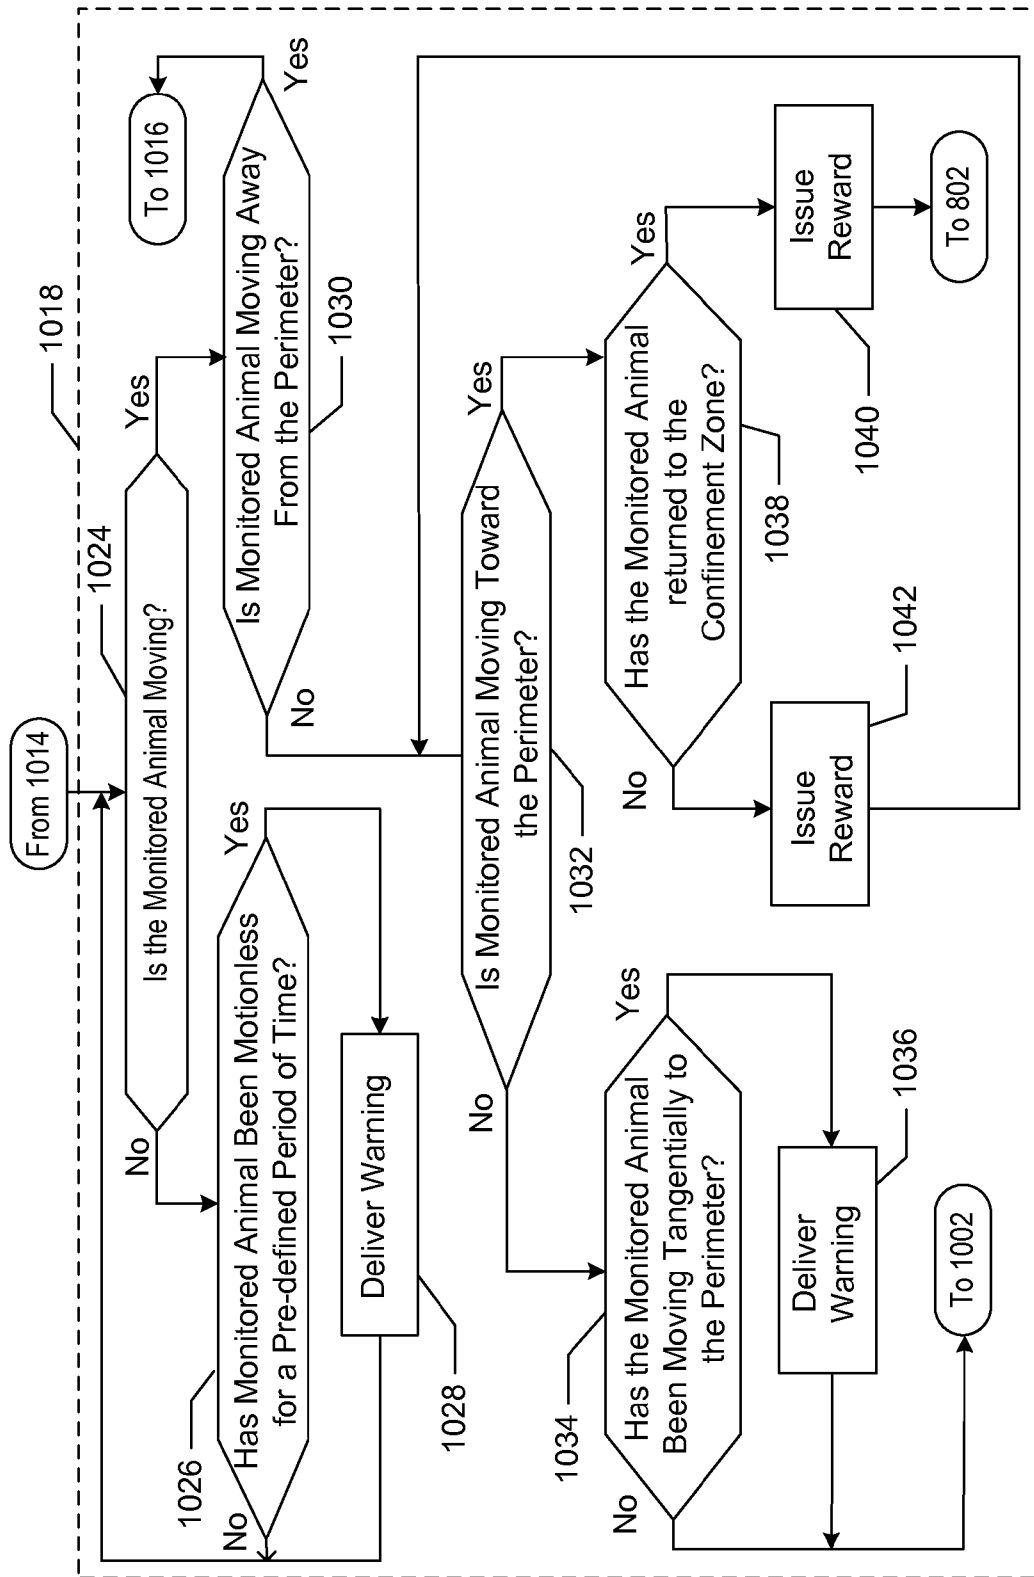 From 1014
1018
Is the Monitored Animal Moving?
1024
No
Yes
Has Monitored Animal Been Motionless
for a Pre-defined Period of Time?
1026
No
Yes
Deliver Warning
1028
Is Monitored Animal Moving Away
From the Perimeter?
1030
No
Yes
To 1016
Is Monitored Animal Moving Toward
the Perimeter?
1032
No
Yes
Has the Monitored Animal
Been Moving Tangentially to
the Perimeter?
1034
No
Yes
Deliver
Warning
1036
To 1002
Has the Monitored Animal
returned to the
Confinement Zone?
1038
No
Yes
Issue
Reward
1042
Issue
Reward
1040
To 802